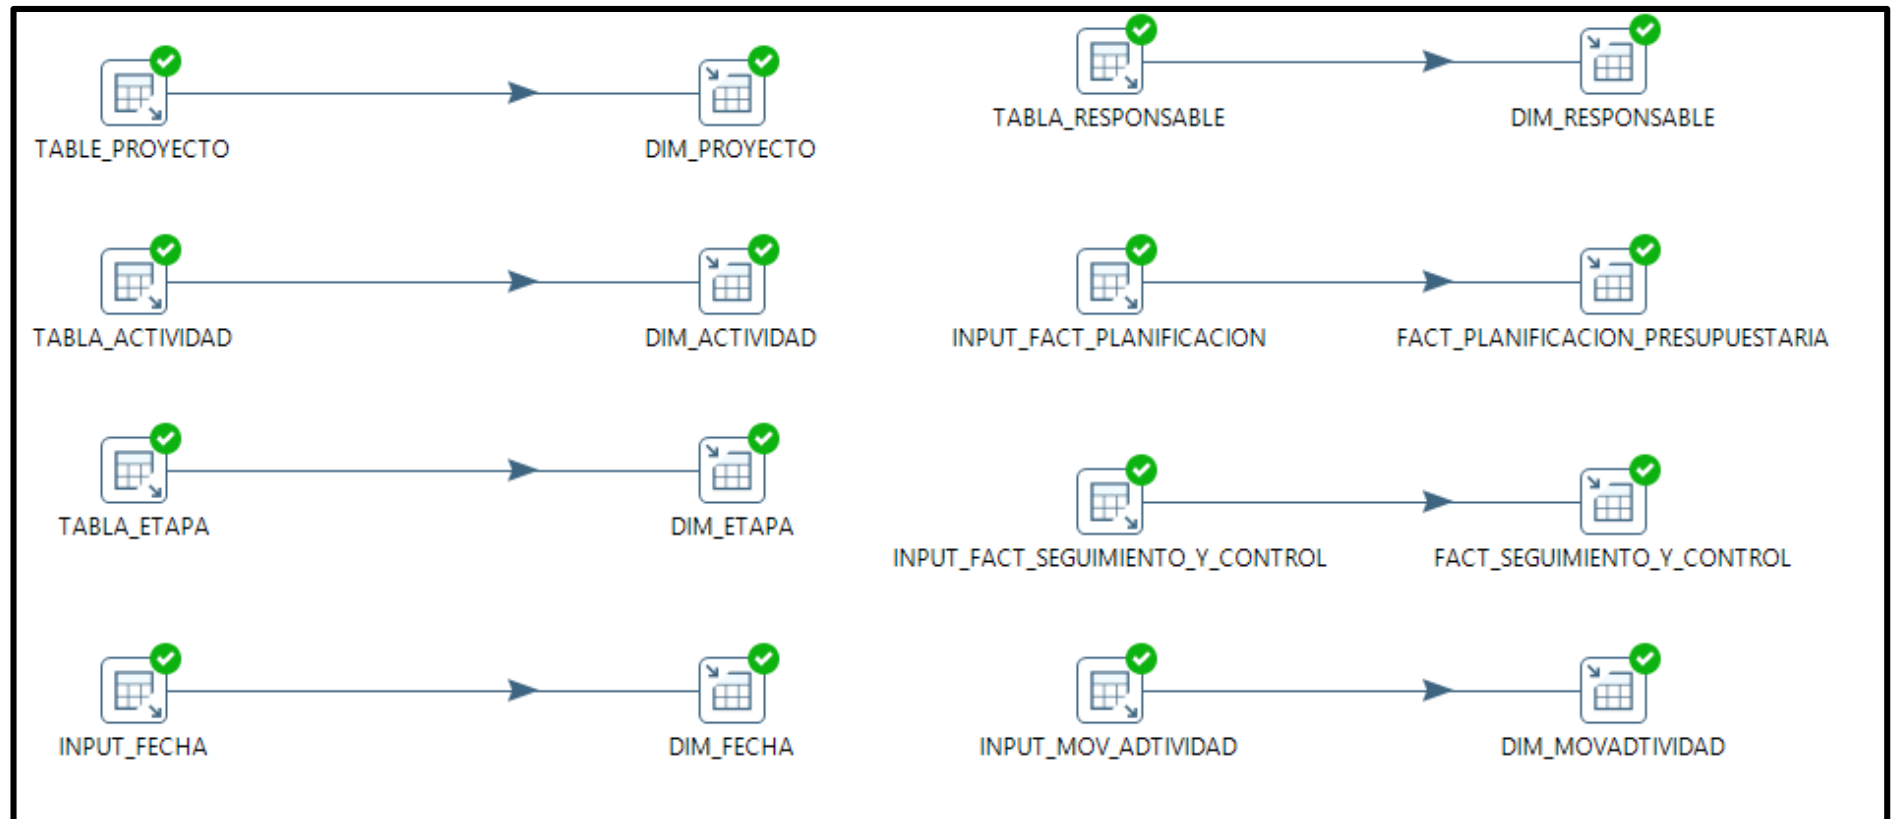 TABLE_PROYECTO
DIM_PROYECTO
TABLA_RESPONSABLE
DIM_RESPONSABLE
TABLA_ACTIVIDAD
DIM_ACTIVIDAD
INPUT_FACT_PLANIFICACION
FACT_PLANIFICACION_PRESUPUESTARIA
TABLA_ETAPA
DIM_ETAPA
INPUT_FACT_SEGUIMIENTO_Y_CONTROL
FACT_SEGUIMIENTO_Y_CONTROL
INPUT_FECHA
DIM_FECHA
INPUT_MOV_ADTIVIDAD
DIM_MOVADTIVIDAD